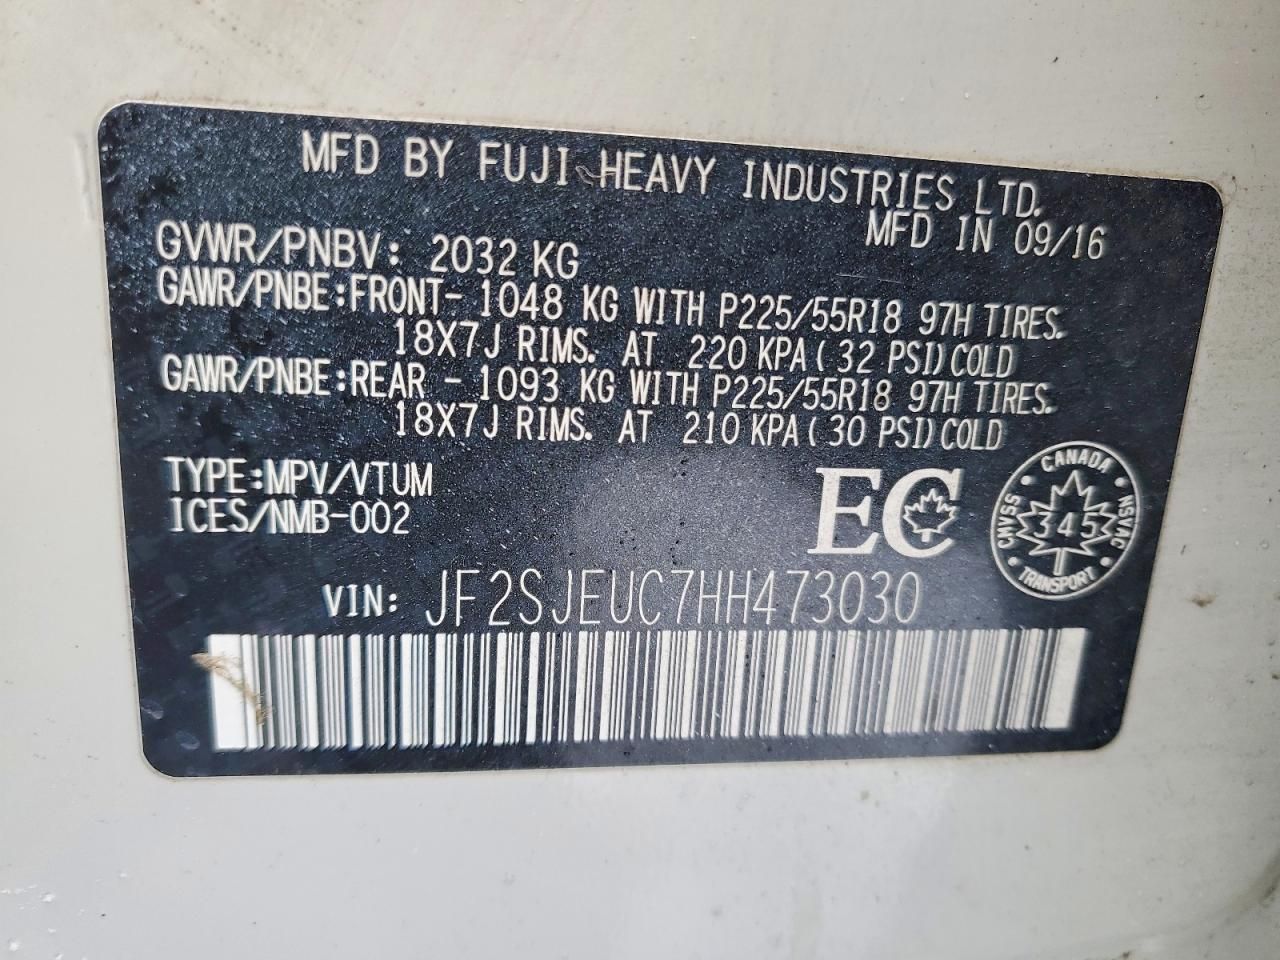 MFD BY FUJI HEAVY INDUSTRIES LTD.
MFD IN 09/16
GVWR/PNBV: 2032 KG
GAWR/PNBE:FRONT- 1048 KG WITH P225/55R18 97H TIRES.
18X7J RIMS. AT 220 KPA(32 PSI)COLD
GAWR/PNBE:REAR - 1093 KG WITH P225/55R18 97H TIRES.
18X7J RIMS. AT 210 KPA(30 PSI)COLD
TYPE:MPV/VTUM
ICES/NMB-002
EC
CANADA
CMVSS
345
NSVAC
TRANSPORT
VIN: JF2SJEUC7HH473030